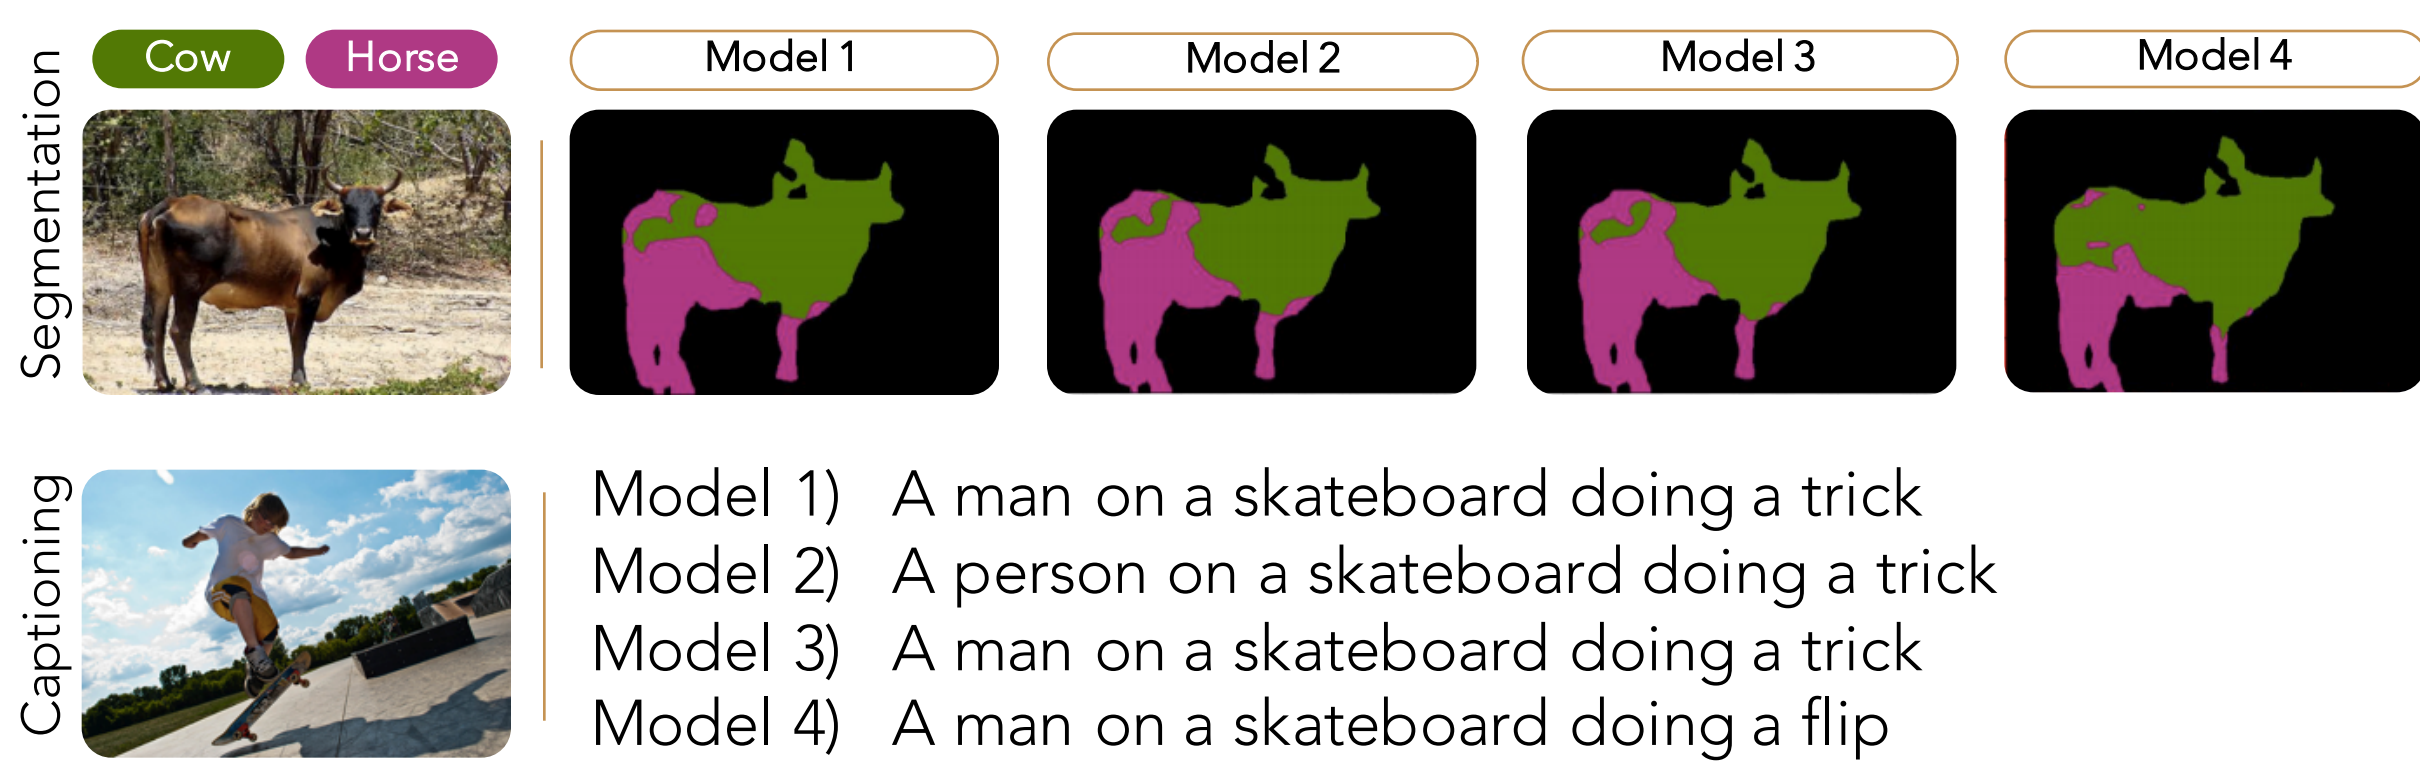 Segmentation
Cow
Horse
Model 1
Model 2
Model 3
Model 4
Captioning
Model 1) A man on a skateboard doing a trick
Model 2) A person on a skateboard doing a trick
Model 3) A man on a skateboard doing a trick
Model 4) A man on a skateboard doing a flip